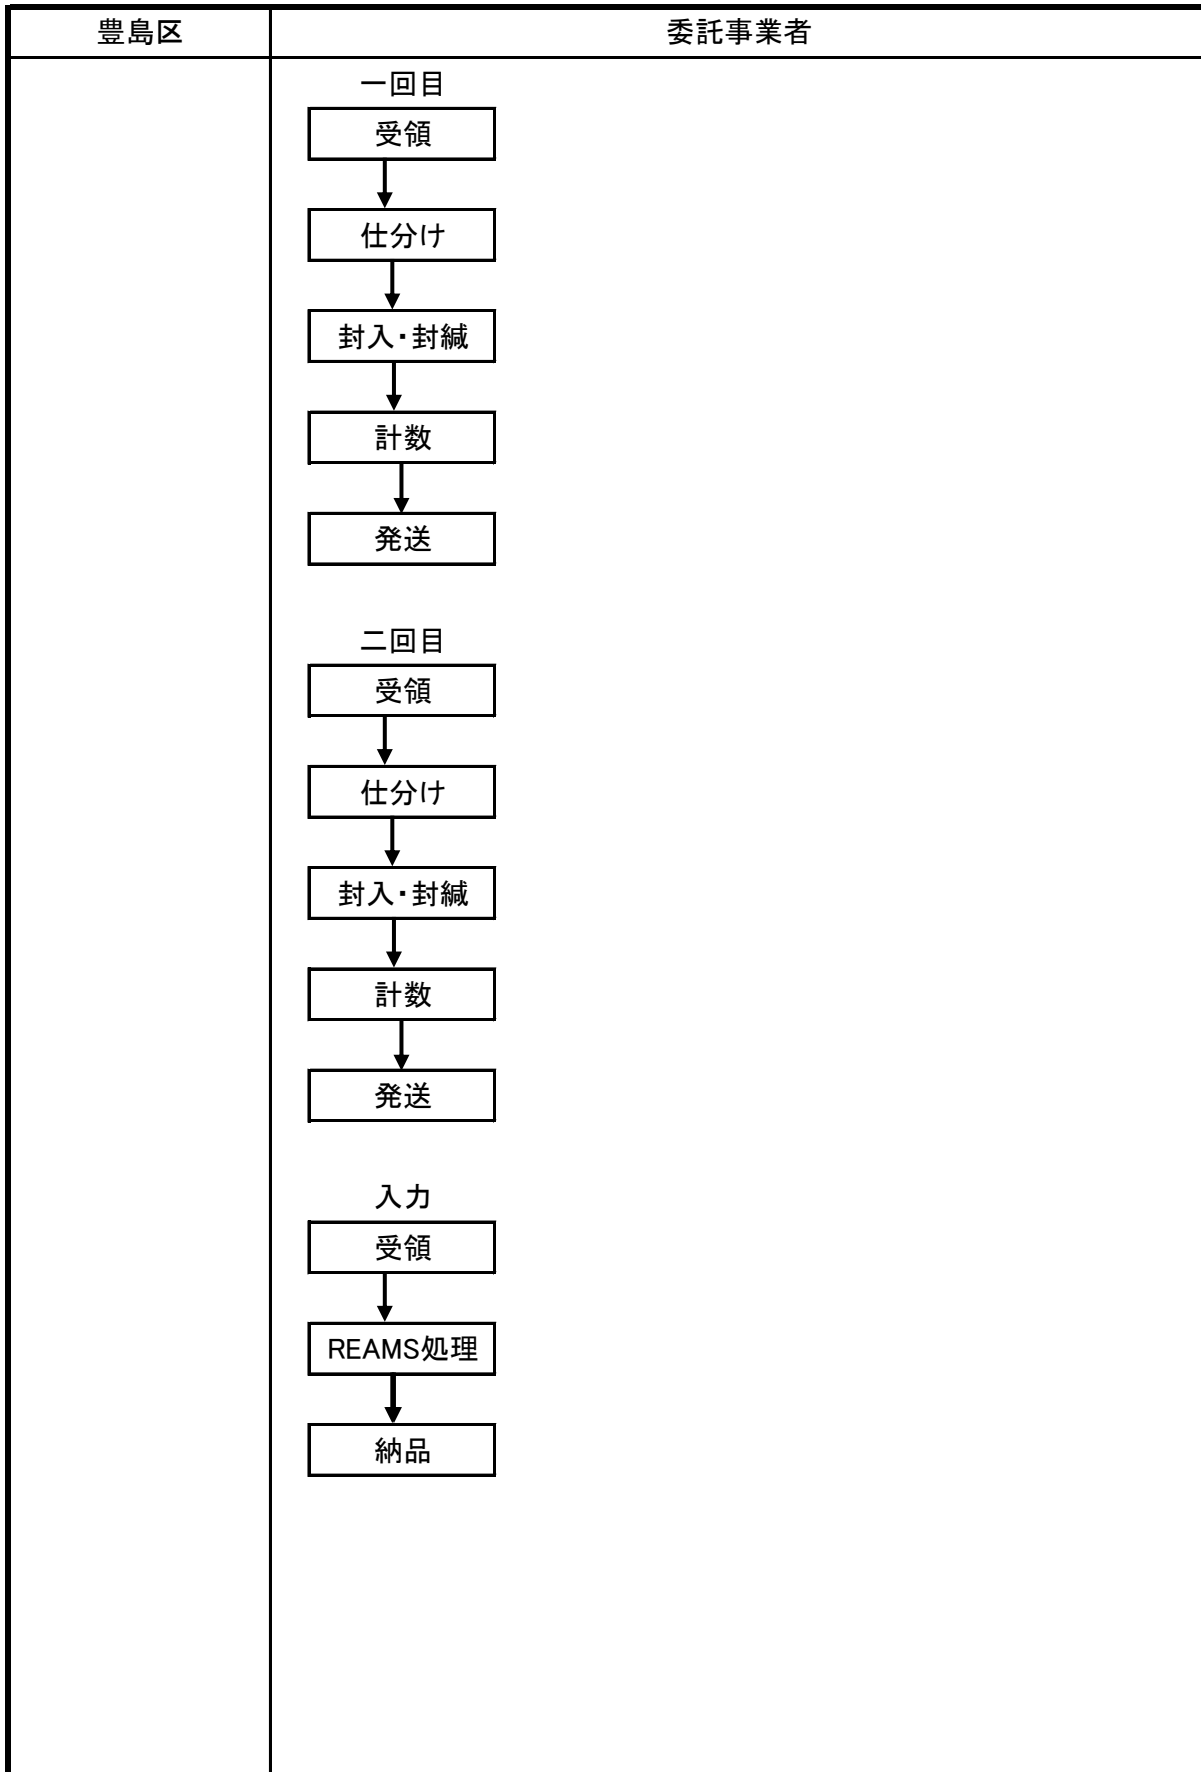 豊島区
委託事業者
一回目
受領
仕分け
封入・封緘
計数
発送
二回目
受領
仕分け
封入・封緘
計数
発送
入力
受領
REAMS処理
納品